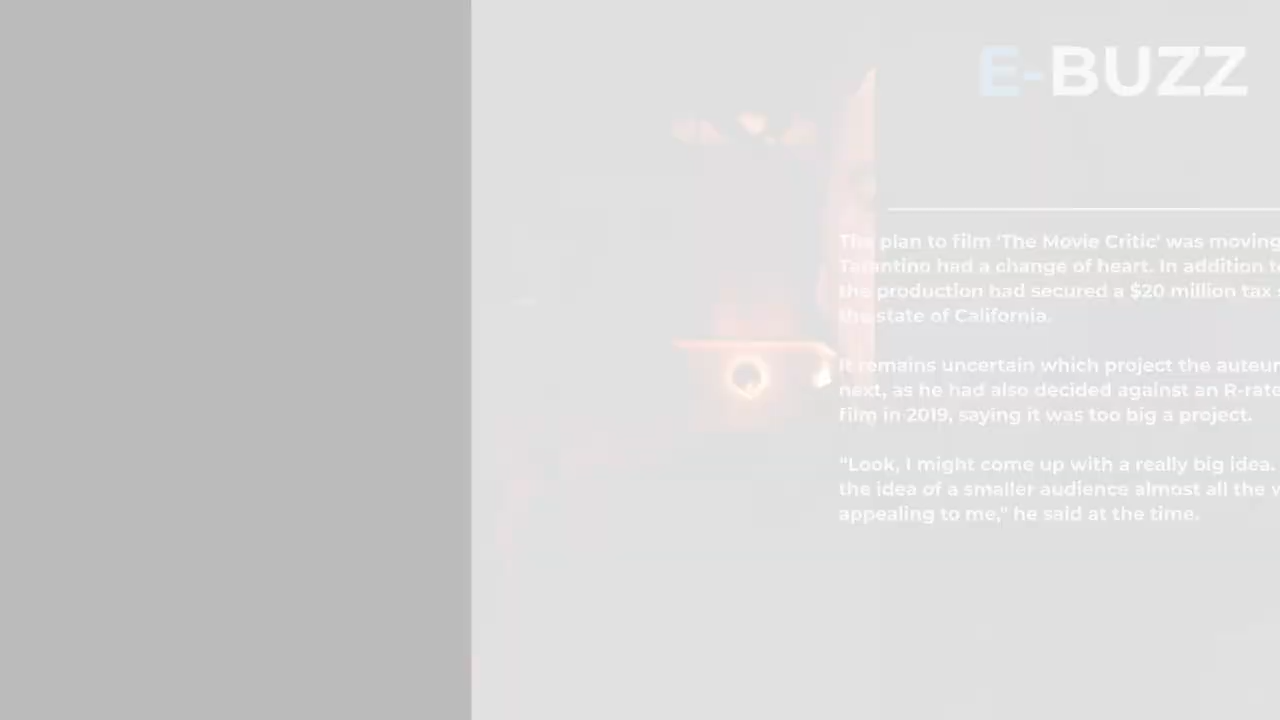 E-BUZZ
The plan to film 'The Movie Critic' was moving
Tarantino had a change of heart. In addition to
the production had secured a $20 million tax
the state of California.
It remains uncertain which project the auteur
next, as he had also decided against an R-rate
film in 2019, saying it was too big a project.
"Look, I might come up with a really big idea.
the idea of a smaller audience almost all the
appealing to me," he said at the time.